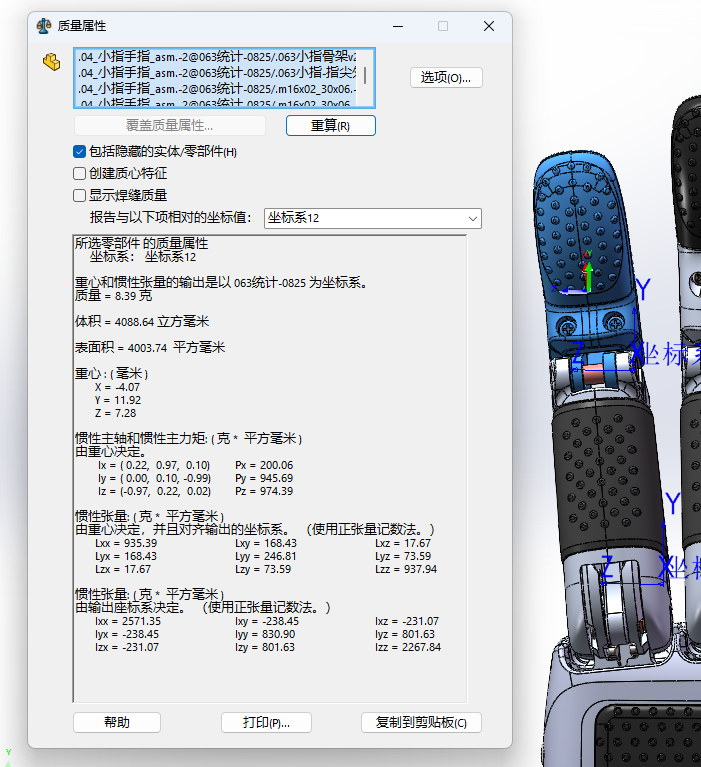 质量属性
.04_小指手指_asm.-2@063统计-0825/.063小指骨架v2
.04_小指手指_asm.-2@063统计-0825/.063小指-指尖外
.04_小指手指_asm.-2@063统计-0825/.m16x02_30x06.-
.04_小指手指_asm.-2@063统计-0825/.m16x02_30x06.
选项(O)...
覆盖质量属性...
重算(R)
包括隐藏的实体/零部件(H)
创建质心特征
显示焊缝质量
报告与以下项相对的坐标值: 坐标系12
所选零部件 的质量属性
坐标系: 坐标系12
重心和惯性张量的输出是以 063统计-0825 为坐标系。
质量 = 8.39 克
体积 = 4088.64 立方毫米
表面积 = 4003.74 平方毫米
重心 : ( 毫米 )
X = -4.07
Y = 11.92
Z = 7.28
惯性主轴和惯性主力矩: ( 克 * 平方毫米 )
由重心决定。
Ix = ( 0.22, 0.97, 0.10) Px = 200.06
Iy = ( 0.00, 0.10, -0.99) Py = 945.69
Iz = (-0.97, 0.22, 0.02) Pz = 974.39
惯性张量: ( 克 * 平方毫米 )
由重心决定，并且对齐输出的坐标系。 （使用正张量记数法。）
Lxx = 935.39 Lxy = 168.43 Lxz = 17.67
Lyx = 168.43 Lyy = 246.81 Lyz = 73.59
Lzx = 17.67 Lzy = 73.59 Lzz = 937.94
惯性张量: ( 克 * 平方毫米 )
由输出座标系决定。 （使用正张量记数法。）
Ixx = 2571.35 Ixy = -238.45 Ixz = -231.07
Iyx = -238.45 Iyy = 830.90 Iyz = 801.63
Izx = -231.07 Izy = 801.63 Izz = 2267.84
帮助
打印(P)...
复制到剪贴板(C)
Y
Y
Z
X
坐标系
Y
Z
X
坐标
Y